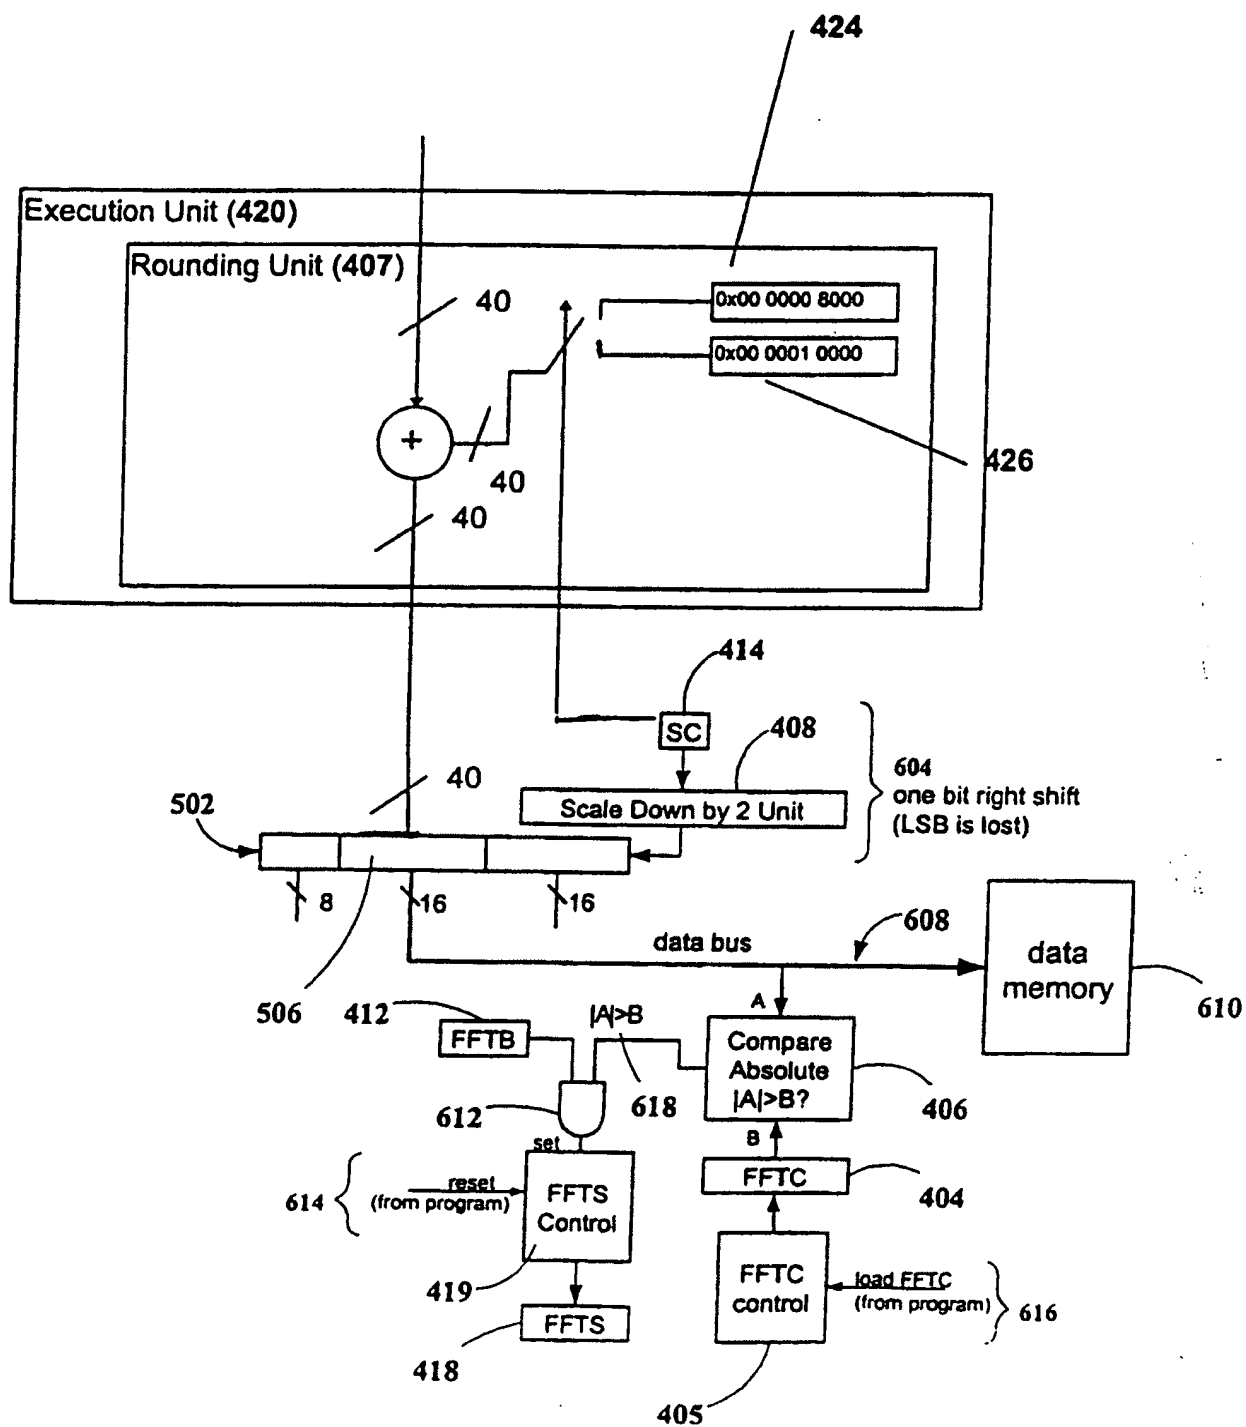 424
Execution Unit (420)
Rounding Unit (407)
40
0x00 0000 8000
0x00 0001 0000
+
40
426
40
414
SC
408
604
one bit right shift
(LSB is lost)
40
502
Scale Down by 2 Unit
8
16
16
608
data bus
data
memory
610
506
412
|A|>B
A
FFTB
Compare
Absolute
|A|>B?
406
612
618
B
set
FFTC
404
614
reset
(from program)
FFTS
Control
419
FFTC
control
load FFTC
(from program)
616
FFTS
418
405